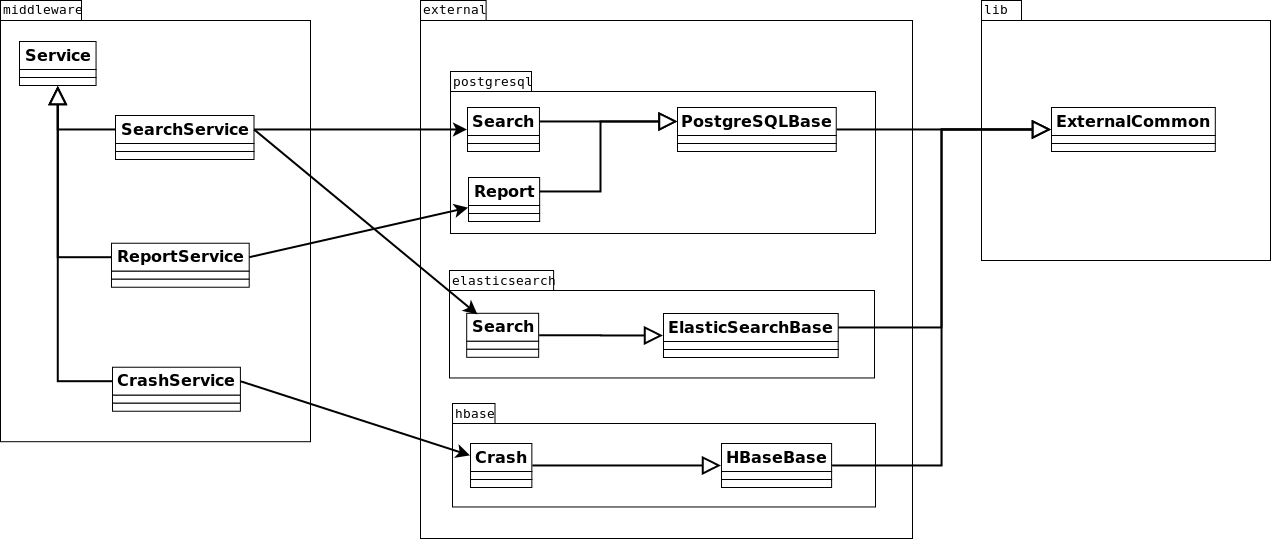 middleware
Service
SearchService
ReportService
CrashService
external
postgresql
Search
PostgreSQLBase
Report
elasticsearch
Search
ElasticSearchBase
hbase
Crash
HBaseBase
lib
ExternalCommon